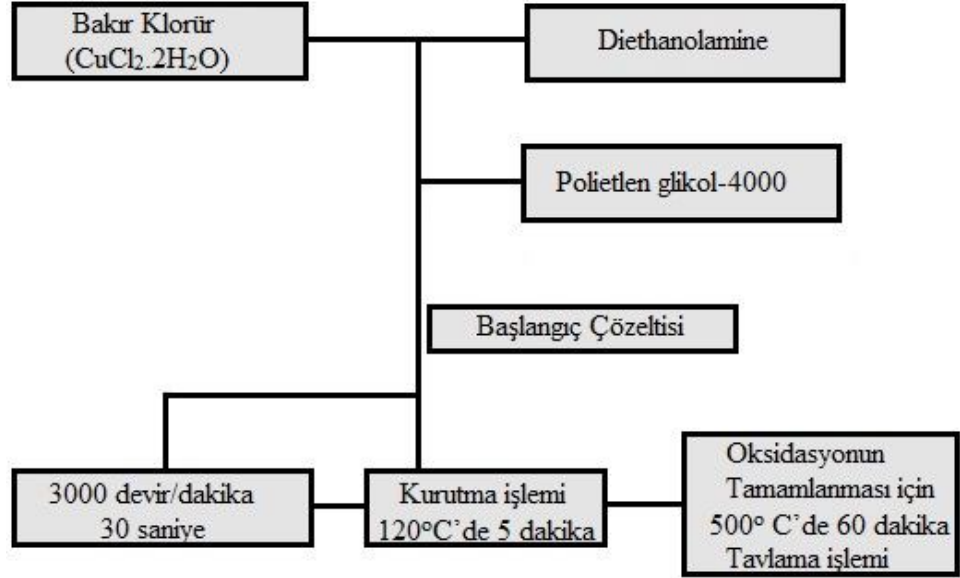 Bakır Klorür
(CuCl₂.2H₂O)
Diethanolamine
Polietlen glikol-4000
Başlangıç Çözeltisi
3000 devir/dakika
30 saniye
Kurutma işlemi
120°C'de 5 dakika
Oksidasyonun
Tamamlanması için
500° C'de 60 dakika
Tavlama işlemi